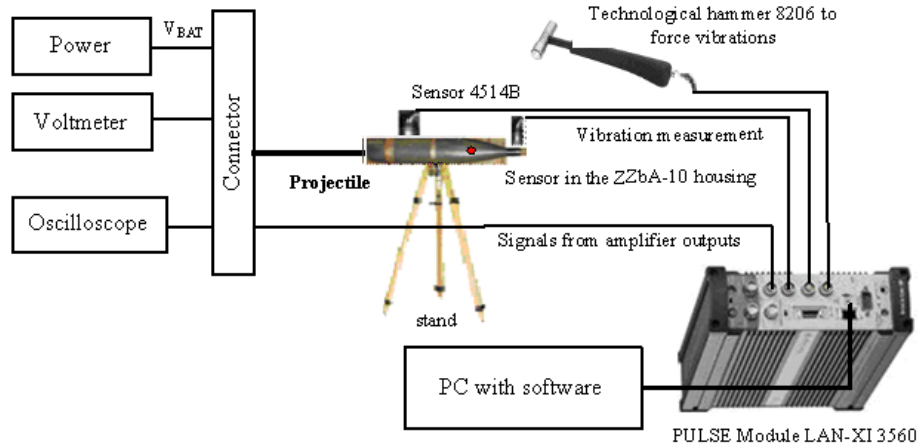 Technological hammer 8206 to
force vibrations
Power
V_BAT
Voltmeter
Oscilloscope
Connector
Sensor 4514B
Vibration measurement
Projectile
Sensor in the ZZbA-10 housing
Signals from amplifier outputs
stand
PC with software
PULSE Module LAN-XI 3560